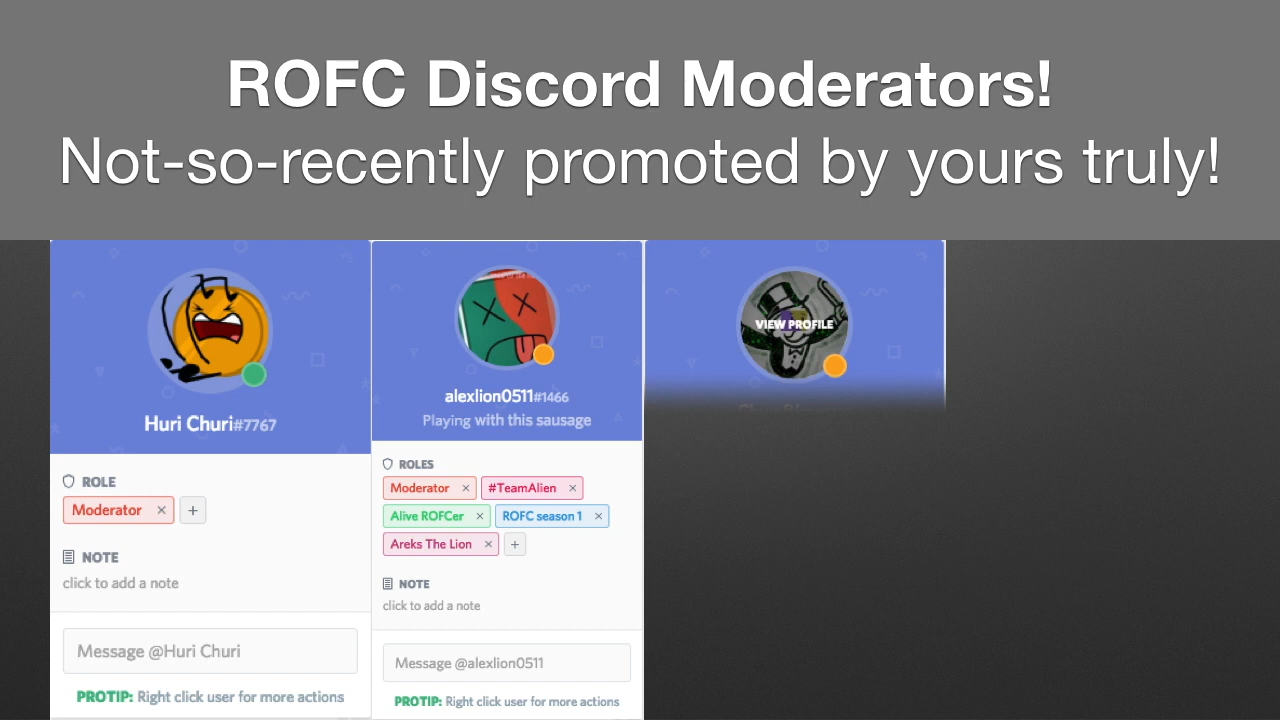 ROFC Discord Moderators!
Not-so-recently promoted by yours truly!
Huri Churi#7767
ROLE
Moderator × +
NOTE
click to add a note
Message @Huri Churi
PROTIP: Right click user for more actions
alexlion0511#1466
Playing with this sausage
ROLES
Moderator × #TeamAlien ×
Alive ROFCer × ROFC season 1 ×
Areks The Lion × +
NOTE
click to add a note
Message @alexlion0511
PROTIP: Right click user for more actions
VIEW PROFILE